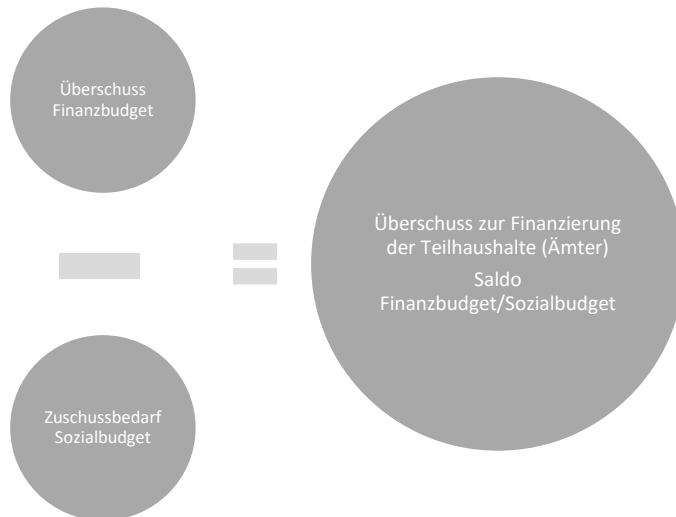 Überschuss
Finanzbudget
Zuschussbedarf
Sozialbudget
Überschuss zur Finanzierung
der Teilhaushalte (Ämter)
Saldo
Finanzbudget/Sozialbudget